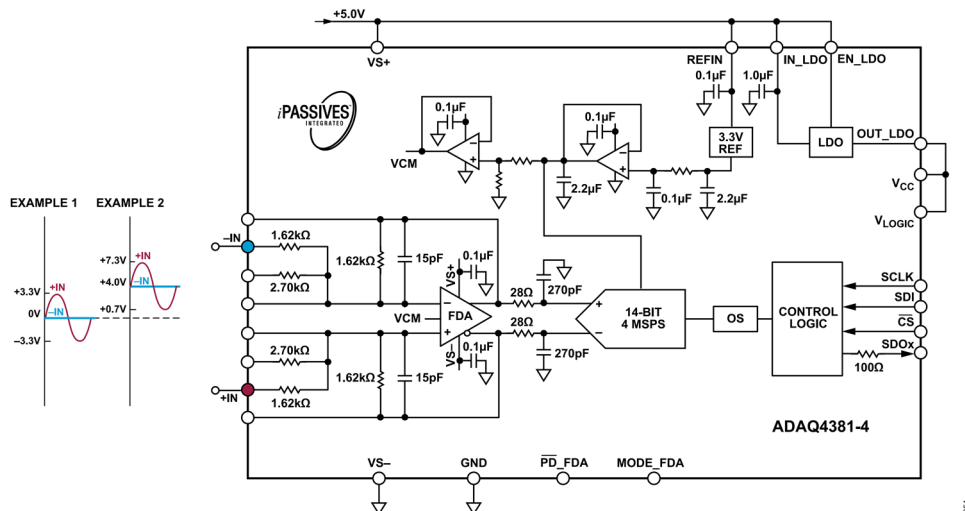 +5.0V
VS+
REFIN
IN_LDO
EN_LDO
iPASSIVES
INTEGRATED
0.1µF
0.1µF
0.1µF
1.0µF
VCM
3.3V
REF
LDO
OUT_LDO
2.2µF
0.1µF
2.2µF
VCC
VLOGIC
EXAMPLE 1
EXAMPLE 2
+7.3V
+IN
+4.0V
–IN
+0.7V
+3.3V
+IN
0V
–IN
–3.3V
–IN
1.62kΩ
2.70kΩ
1.62kΩ
15pF
VS+
0.1µF
28Ω
270pF
VCM
FDA
28Ω
270pF
VS–
0.1µF
2.70kΩ
1.62kΩ
1.62kΩ
15pF
+IN
14-BIT
4 MSPS
OS
CONTROL
LOGIC
SCLK
SDI
CS
SDOx
100Ω
ADAQ4381-4
VS–
GND
PD_FDA
MODE_FDA